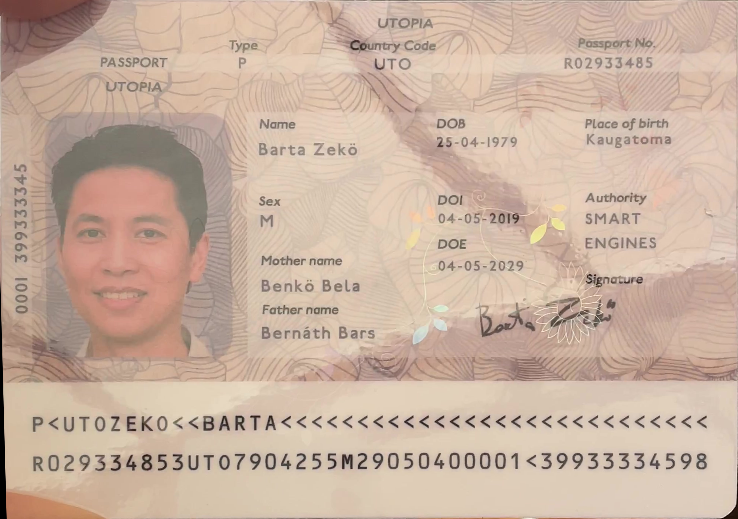 UTOPIA
Type Country Code Passport No.
PASSPORT P UTO R02933485
UTOPIA
Name DOB Place of birth
Barta Zekö 25-04-1979 Kaugatoma
Sex DOI Authority
M 04-05-2019 SMART
DOE ENGINES
Mother name 04-05-2029 Signature
Benkö Bela
Father name
Bernáth Bars Barta Zekö
0001 399333345
P<UTOZEKO<<BARTA<<<<<<<<<<<<<<<<<<<<<<<<<<<<
R029334853UTO7904255M29050400001<39933334598